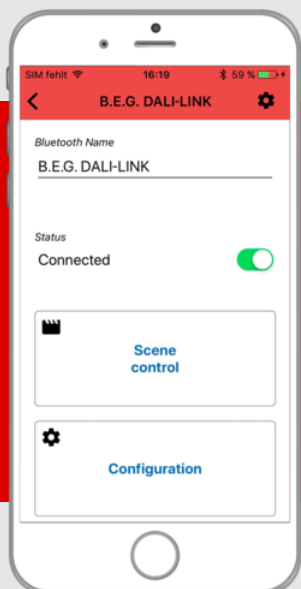 SIM fehlt 16:19 59 %
B.E.G. DALI-LINK
Bluetooth Name
B.E.G. DALI-LINK
Status
Connected
Scene
control
Configuration